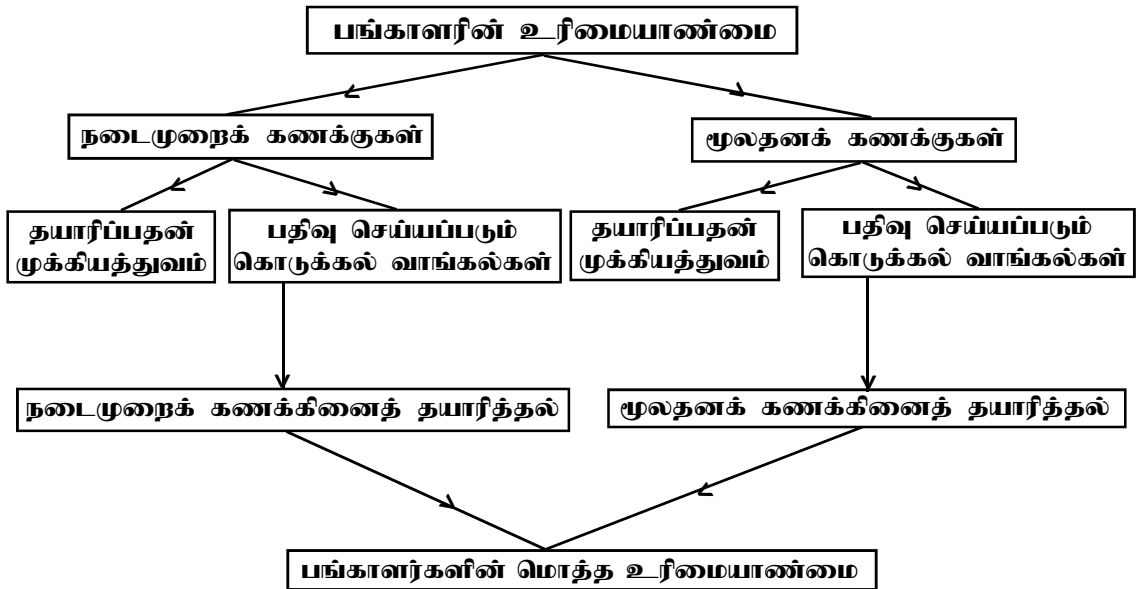 பங்காளரின் உரிமையாண்மை
நடைமுறைக் கணக்குகள்
மூலதனக் கணக்குகள்
தயாரிப்பதன்
முக்கியத்துவம்
பதிவு செய்யப்படும்
கொடுக்கல் வாங்கல்கள்
தயாரிப்பதன்
முக்கியத்துவம்
பதிவு செய்யப்படும்
கொடுக்கல் வாங்கல்கள்
நடைமுறைக் கணக்கினைத் தயாரித்தல்
மூலதனக் கணக்கினைத் தயாரித்தல்
பங்காளர்களின் மொத்த உரிமையாண்மை